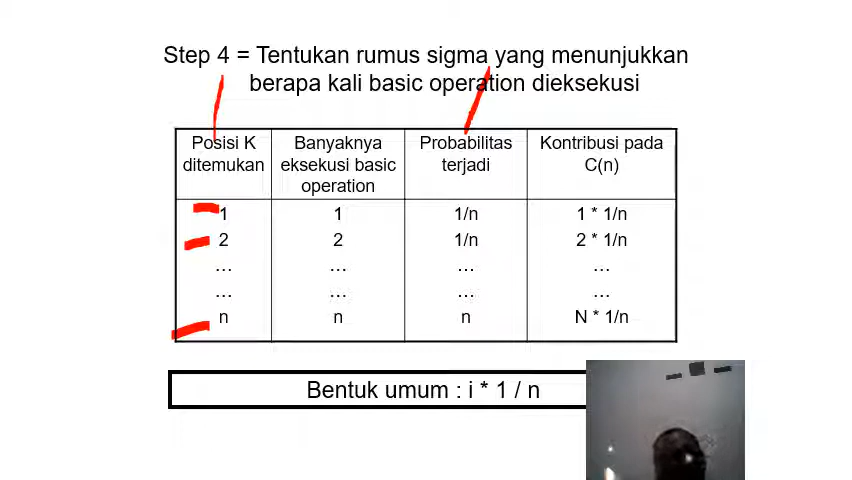 Step 4 = Tentukan rumus sigma yang menunjukkan
berapa kali basic operation dieksekusi
Posisi K ditemukan Banyaknya eksekusi basic operation Probabilitas terjadi Kontribusi pada C(n)
1 1 1/n 1 * 1/n
2 2 1/n 2 * 1/n
… … … …
… … … …
n n n N * 1/n
Bentuk umum : i * 1 / n